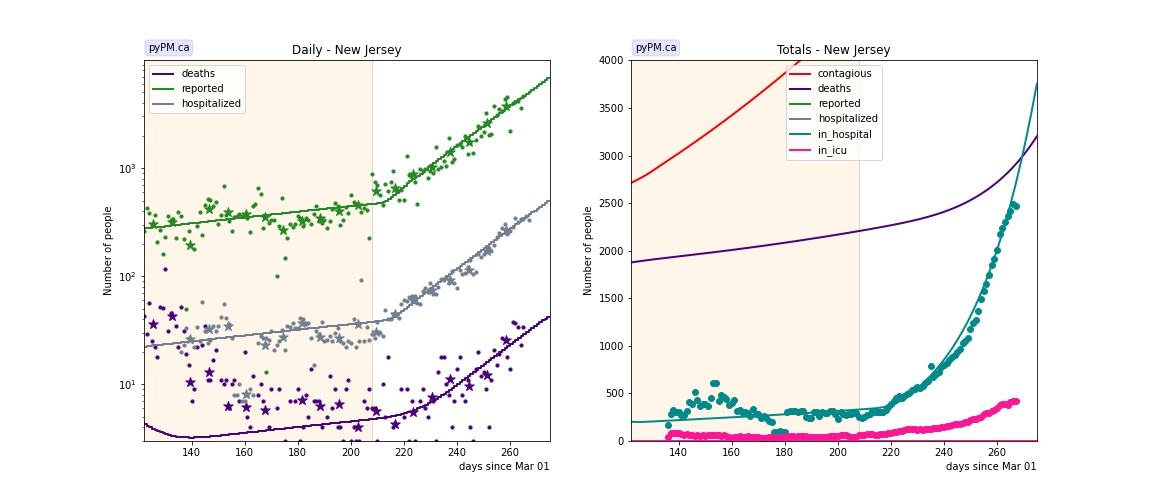 pyPM.ca
Daily - New Jersey
deaths
reported
hospitalized
Number of people
10³
10²
10¹
140 160 180 200 220 240 260
days since Mar 01
pyPM.ca
Totals - New Jersey
contagious
deaths
reported
hospitalized
in_hospital
in_icu
Number of people
4000
3500
3000
2500
2000
1500
1000
500
0
140 160 180 200 220 240 260
days since Mar 01